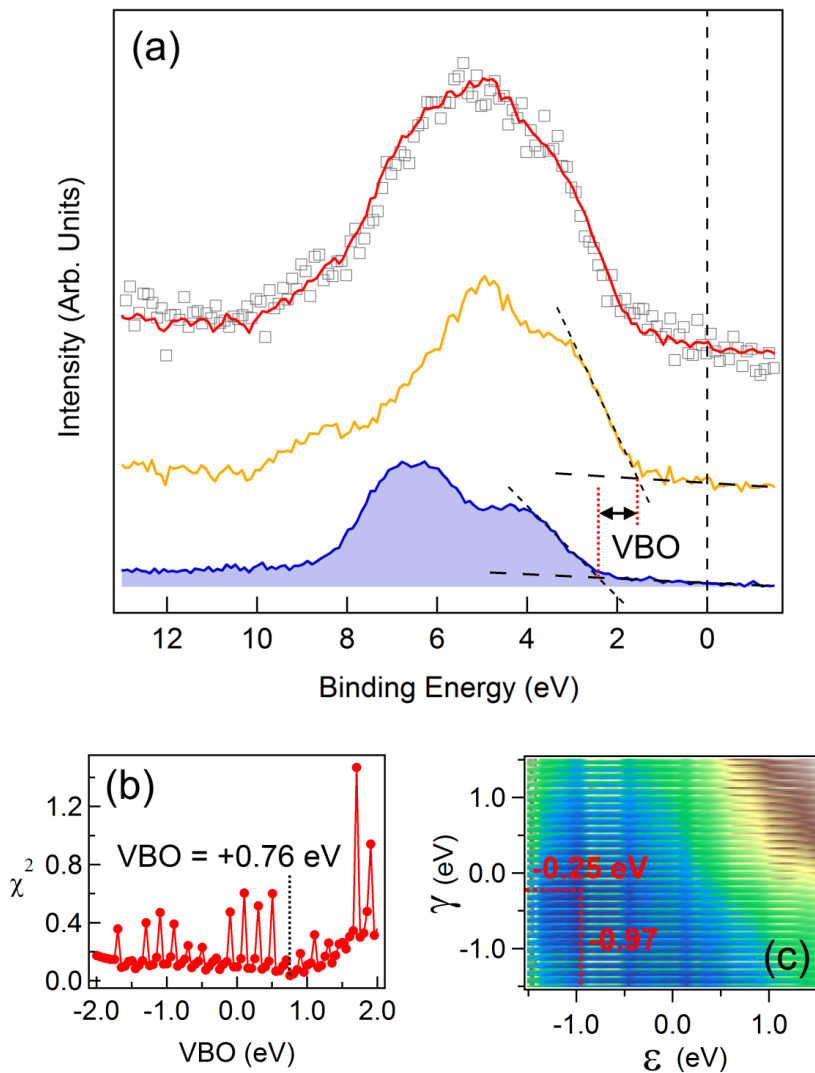 (a)
Intensity (Arb. Units)
VBO
12 10 8 6 4 2 0
Binding Energy (eV)
(b)
VBO = +0.76 eV
χ²
1.2
0.8
0.4
0.0
-2.0 -1.0 0.0 1.0 2.0
VBO (eV)
γ (eV)
1.0
0.0
-1.0
-0.25 eV
-0.97
(c)
-1.0 0.0 1.0
ε (eV)